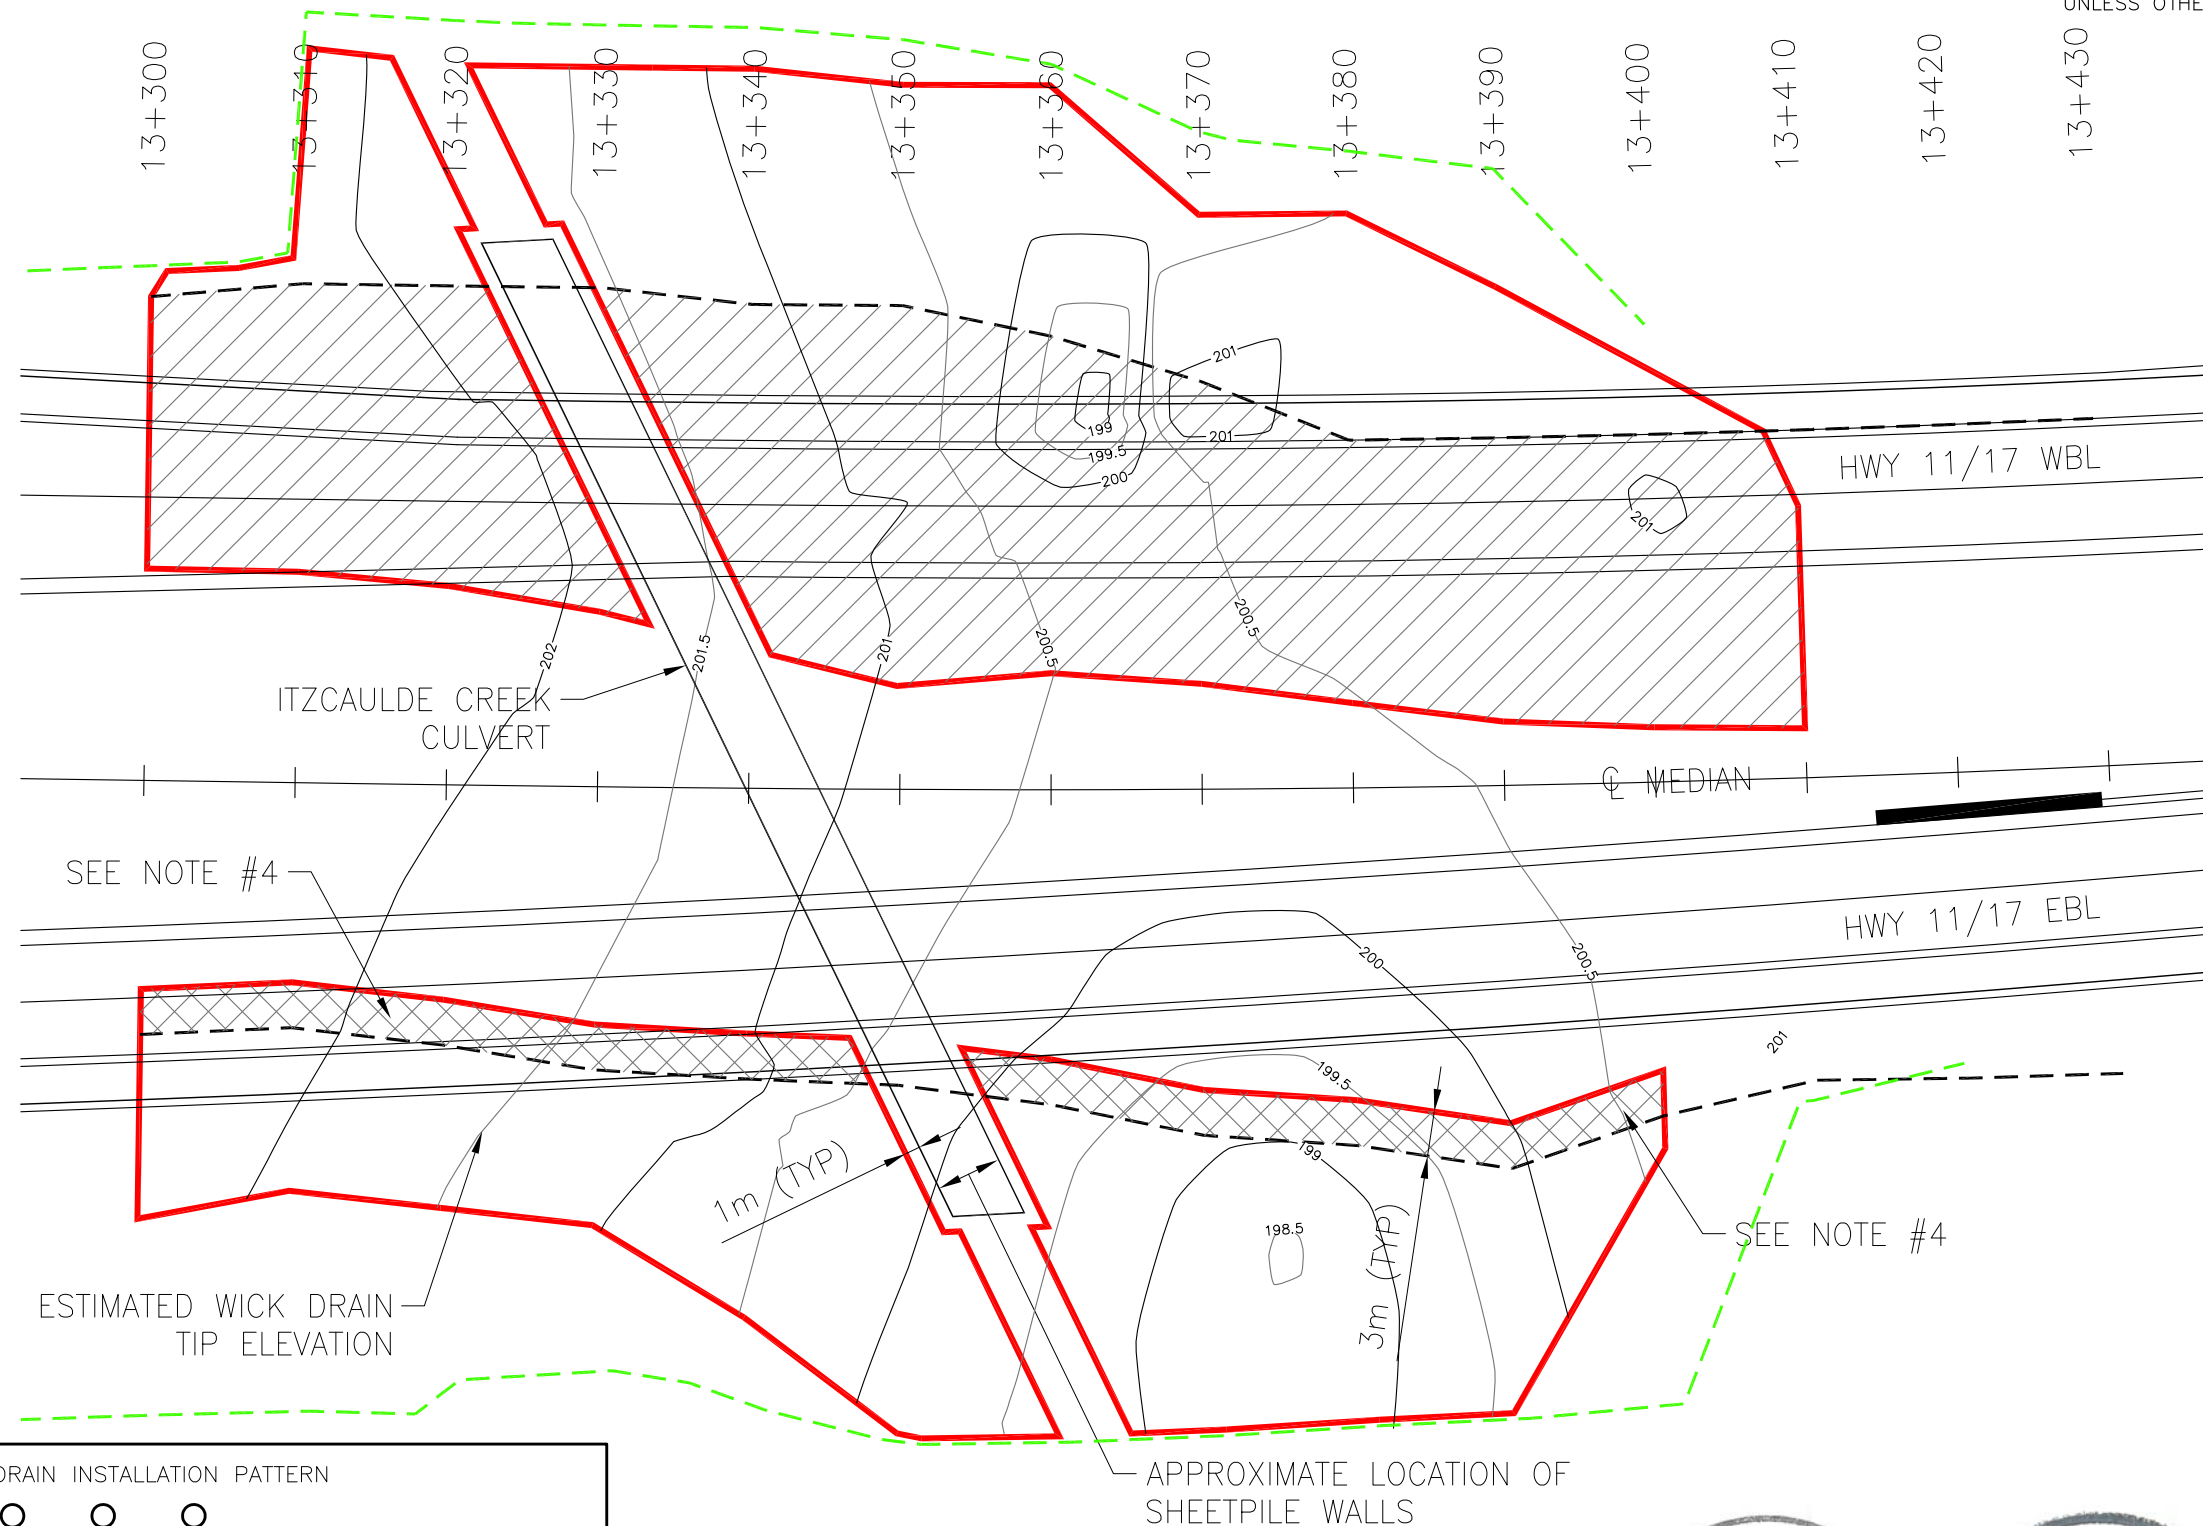 UNLESS OTHE
13+300
13+310
13+320
13+330
13+340
13+350
13+360
13+370
13+380
13+390
13+400
13+410
13+420
13+430
201
199
201
199.5
200
HWY 11/17 WBL
201
200.5
200.5
201
201.5
202
ITZCAULDE CREEK
CULVERT
℄ MEDIAN
SEE NOTE #4
HWY 11/17 EBL
200
200.5
201
199.5
199
1m (TYP)
198.5
3m (TYP)
SEE NOTE #4
ESTIMATED WICK DRAIN
TIP ELEVATION
DRAIN INSTALLATION PATTERN
APPROXIMATE LOCATION OF
SHEETPILE WALLS